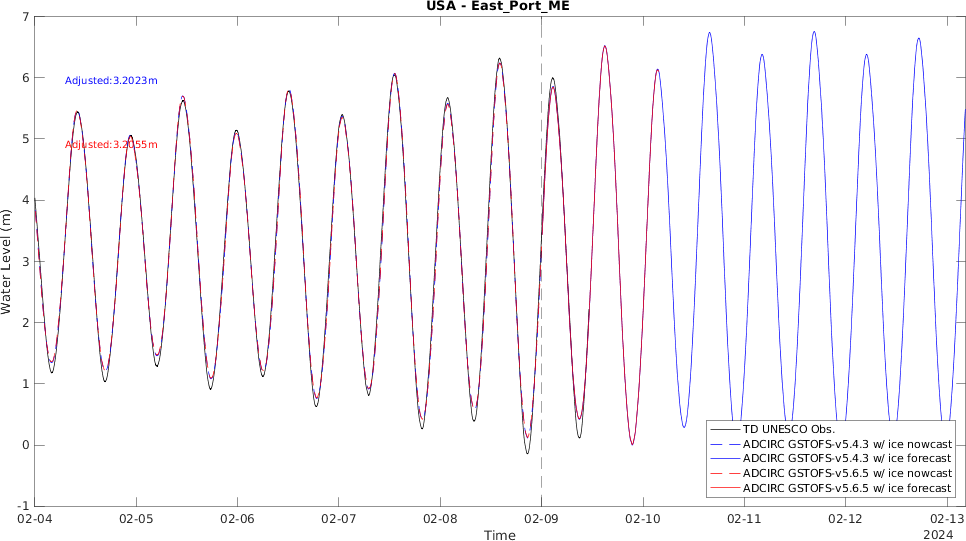 USA - East_Port_ME
7
6
5
4
3
2
1
0
-1
Water Level (m)
Adjusted:3.2023m
Adjusted:3.2055m
TD UNESCO Obs.
ADCIRC GSTOFS-v5.4.3 w/ ice nowcast
ADCIRC GSTOFS-v5.4.3 w/ ice forecast
ADCIRC GSTOFS-v5.6.5 w/ ice nowcast
ADCIRC GSTOFS-v5.6.5 w/ ice forecast
02-04 02-05 02-06 02-07 02-08 02-09 02-10 02-11 02-12 02-13
Time
2024